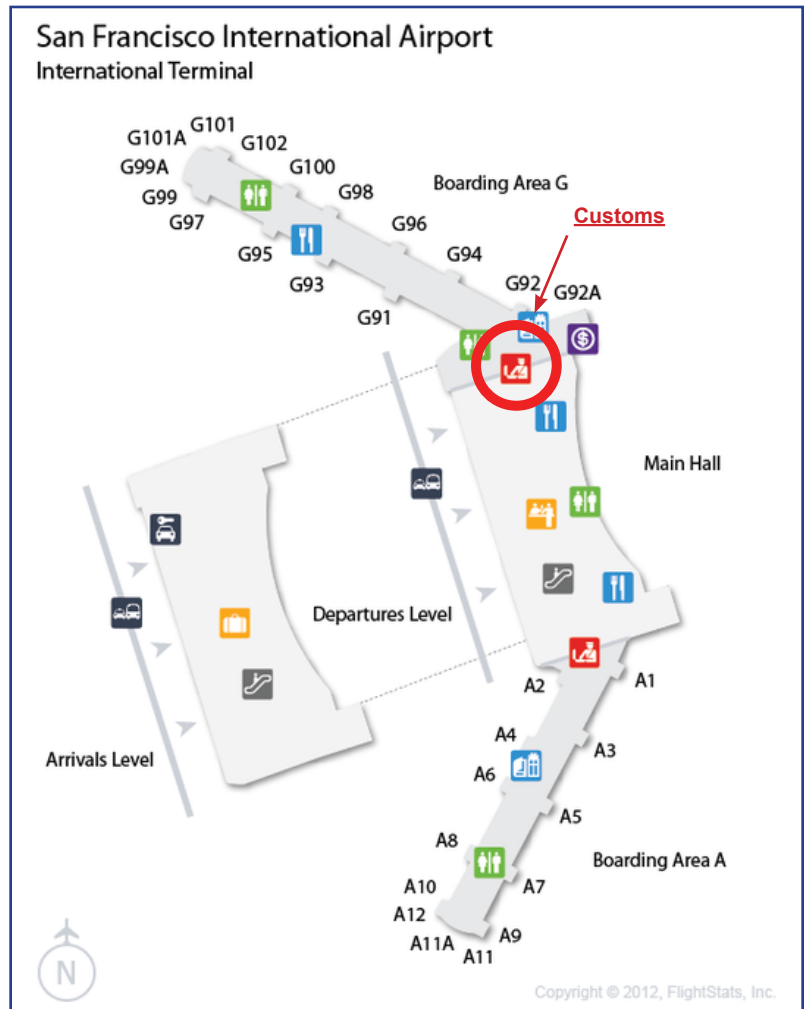 San Francisco International Airport
International Terminal
G101A
G101
G102
G99A
G100
G99
G98
Boarding Area G
G97
Customs
G96
G95
G94
G93
G92
G92A
G91
$
Main Hall
Departures Level
A2
A1
A4
A3
Arrivals Level
A6
A5
A8
Boarding Area A
A10
A7
A12
A9
A11A
A11
N
Copyright © 2012, FlightStats, Inc.